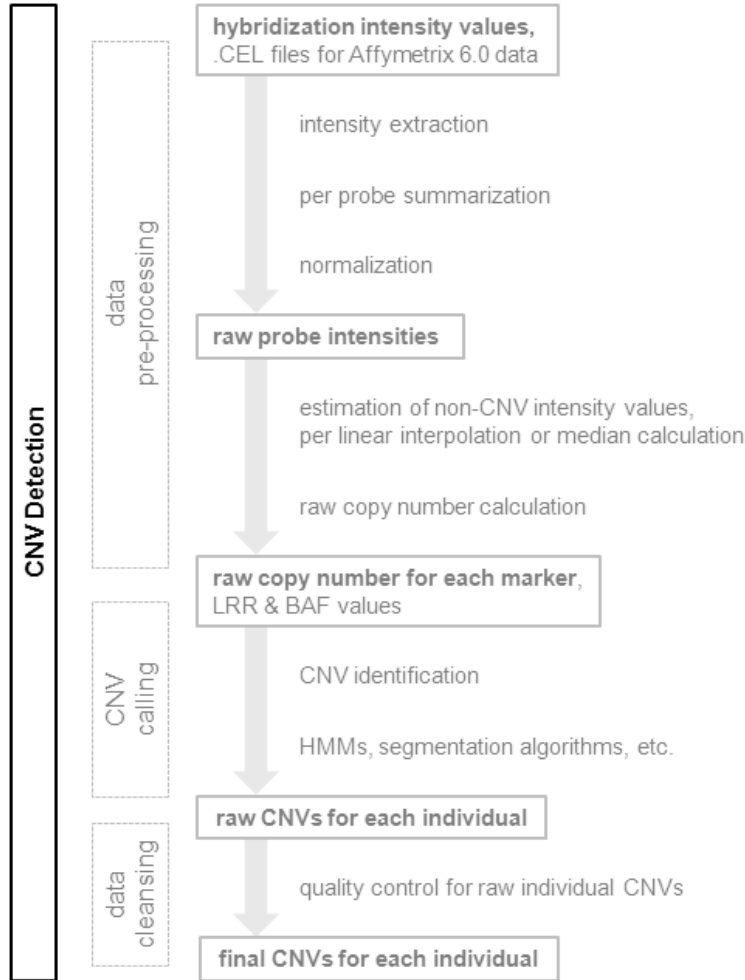 CNV Detection
data
pre-processing
hybridization intensity values,
.CEL files for Affymetrix 6.0 data
intensity extraction
per probe summarization
normalization
raw probe intensities
estimation of non-CNV intensity values,
per linear interpolation or median calculation
raw copy number calculation
raw copy number for each marker,
LRR & BAF values
CNV
calling
CNV identification
HMMs, segmentation algorithms, etc.
raw CNVs for each individual
data
cleansing
quality control for raw individual CNVs
final CNVs for each individual